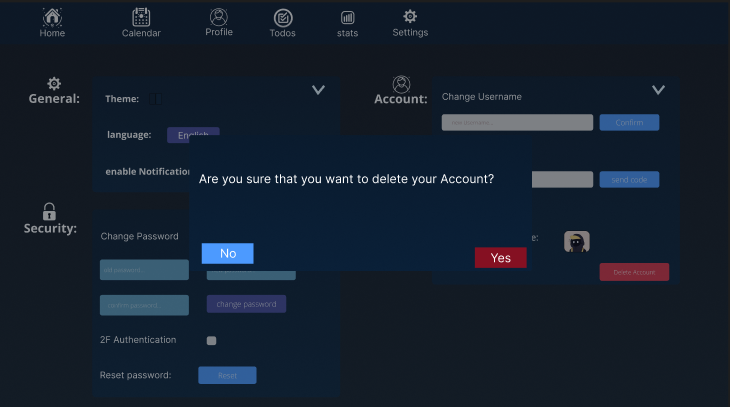 Home
Calendar
Profile
Todos
stats
Settings
General:
Theme:
language:
English
enable Notification
Account:
Change Username
Confirm
send code
Are you sure that you want to delete your Account?
No
Yes
Security:
Change Password
old password...
confirm password...
change password
2F Authentication
Reset password:
Reset
e:
Delete Account